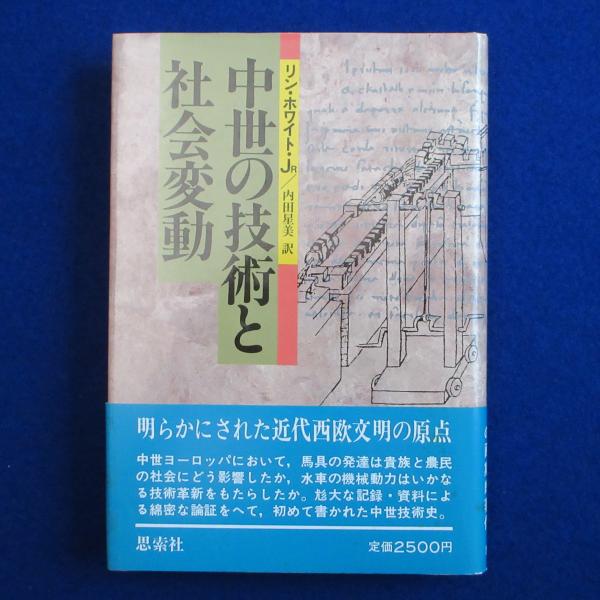 中世の技術と
社会変動
リン・ホワイト・JR/内田星美 訳
明らかにされた近代西欧文明の原点
中世ヨーロッパにおいて，馬具の発達は貴族と農民
の社会にどう影響したか，水車の機械動力はいかな
る技術革新をもたらしたか。尨大な記録・資料によ
る綿密な論証をへて，初めて書かれた中世技術史。
思索社
定価2500円